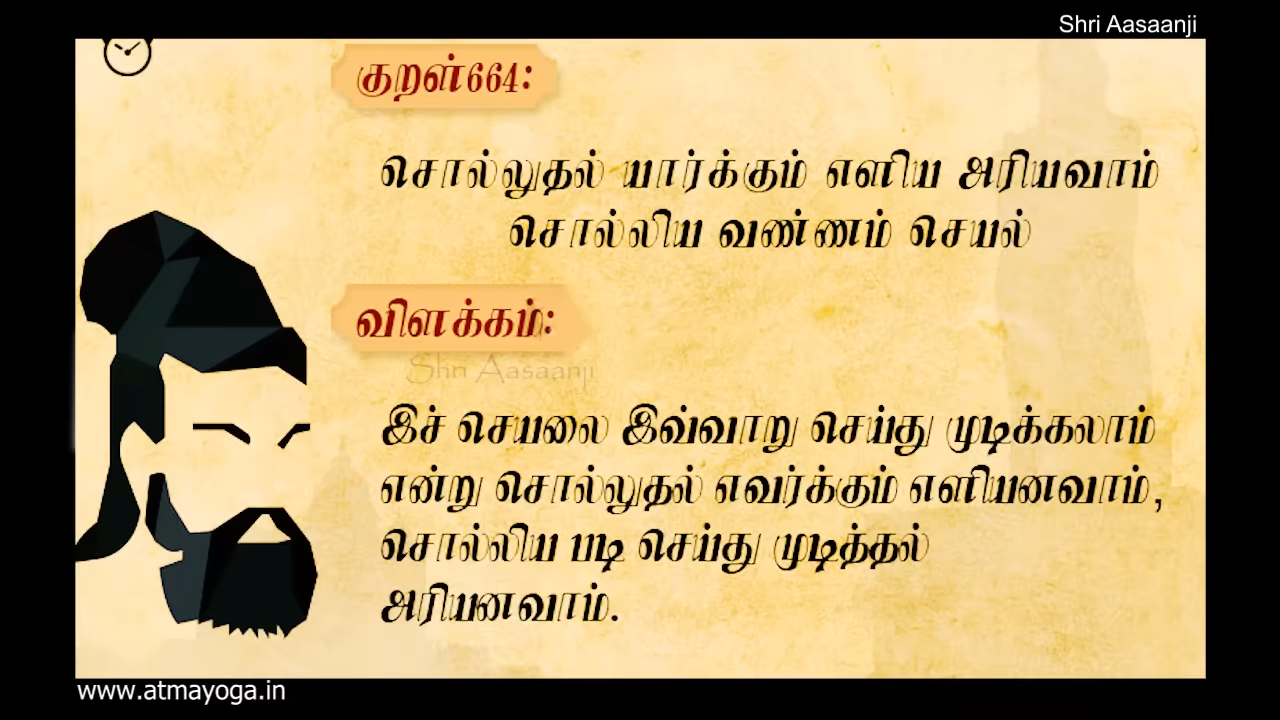 Shri Aasaanji
குறள்664:
சொல்லுதல் யார்க்கும் எளிய அரியவாம்
சொல்லிய வண்ணம் செயல்
விளக்கம்:
Shri Aasaanji
இச் செயலை இவ்வாறு செய்து முடிக்கலாம்
என்று சொல்லுதல் எவர்க்கும் எளியனவாம்,
சொல்லிய படி செய்து முடித்தல்
அரியனவாம்.
www.atmayoga.in